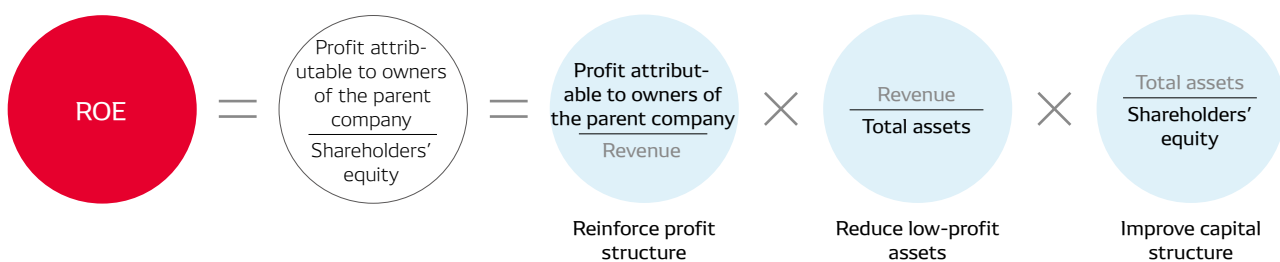 ROE
=
Profit attrib-
utable to owners
of the parent
company
Shareholders'
equity
=
Profit attribut-
able to owners of
the parent company
Revenue
×
Revenue
Total assets
×
Total assets
Shareholders'
equity
Reinforce profit
structure
Reduce low-profit
assets
Improve capital
structure